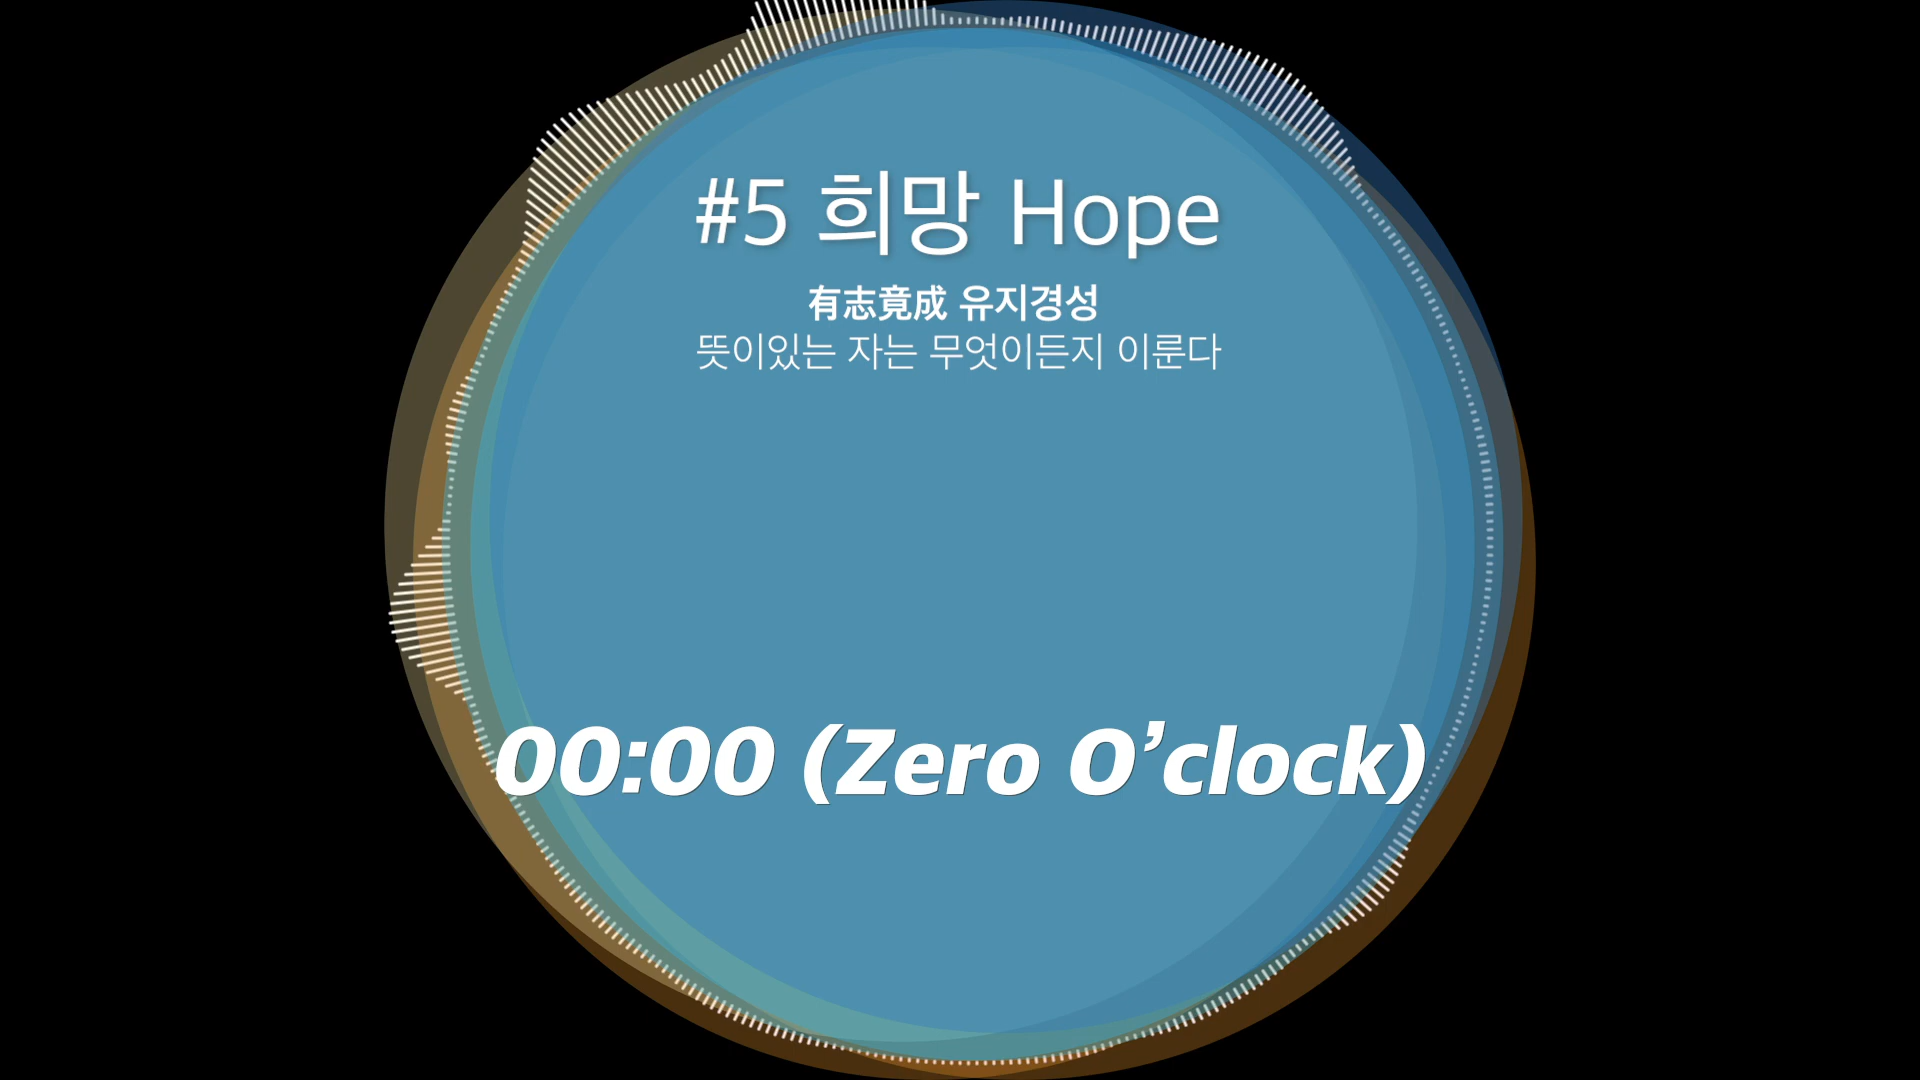 #5 희망 Hope
有志竟成 유지경성
뜻이있는 자는 무엇이든지 이룬다
00:00 (Zero O’clock)